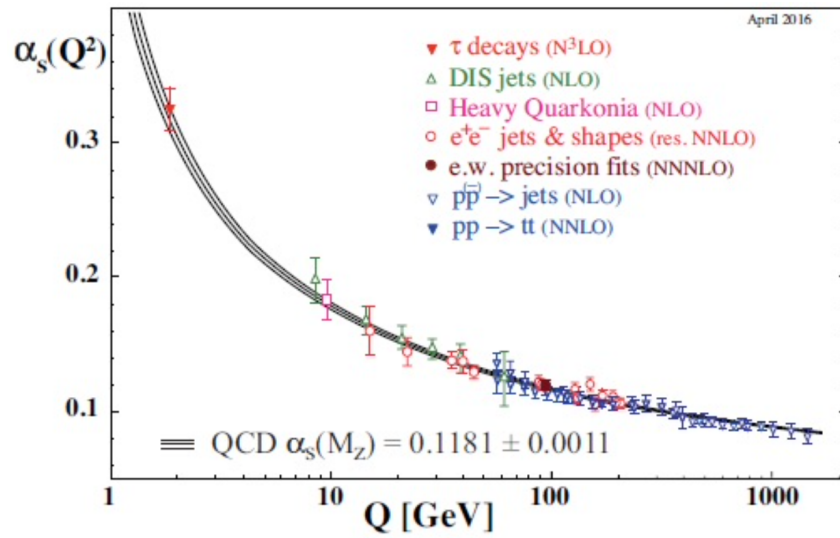 April 2016
αs(Q²)
τ decays (N³LO)
DIS jets (NLO)
Heavy Quarkonia (NLO)
e⁺e⁻ jets & shapes (res. NNLO)
e.w. precision fits (NNNLO)
pp̄(–) –> jets (NLO)
pp –> tt (NNLO)
0.3
0.2
0.1
QCD αs(Mz) = 0.1181 ± 0.0011
1
10
100
1000
Q [GeV]